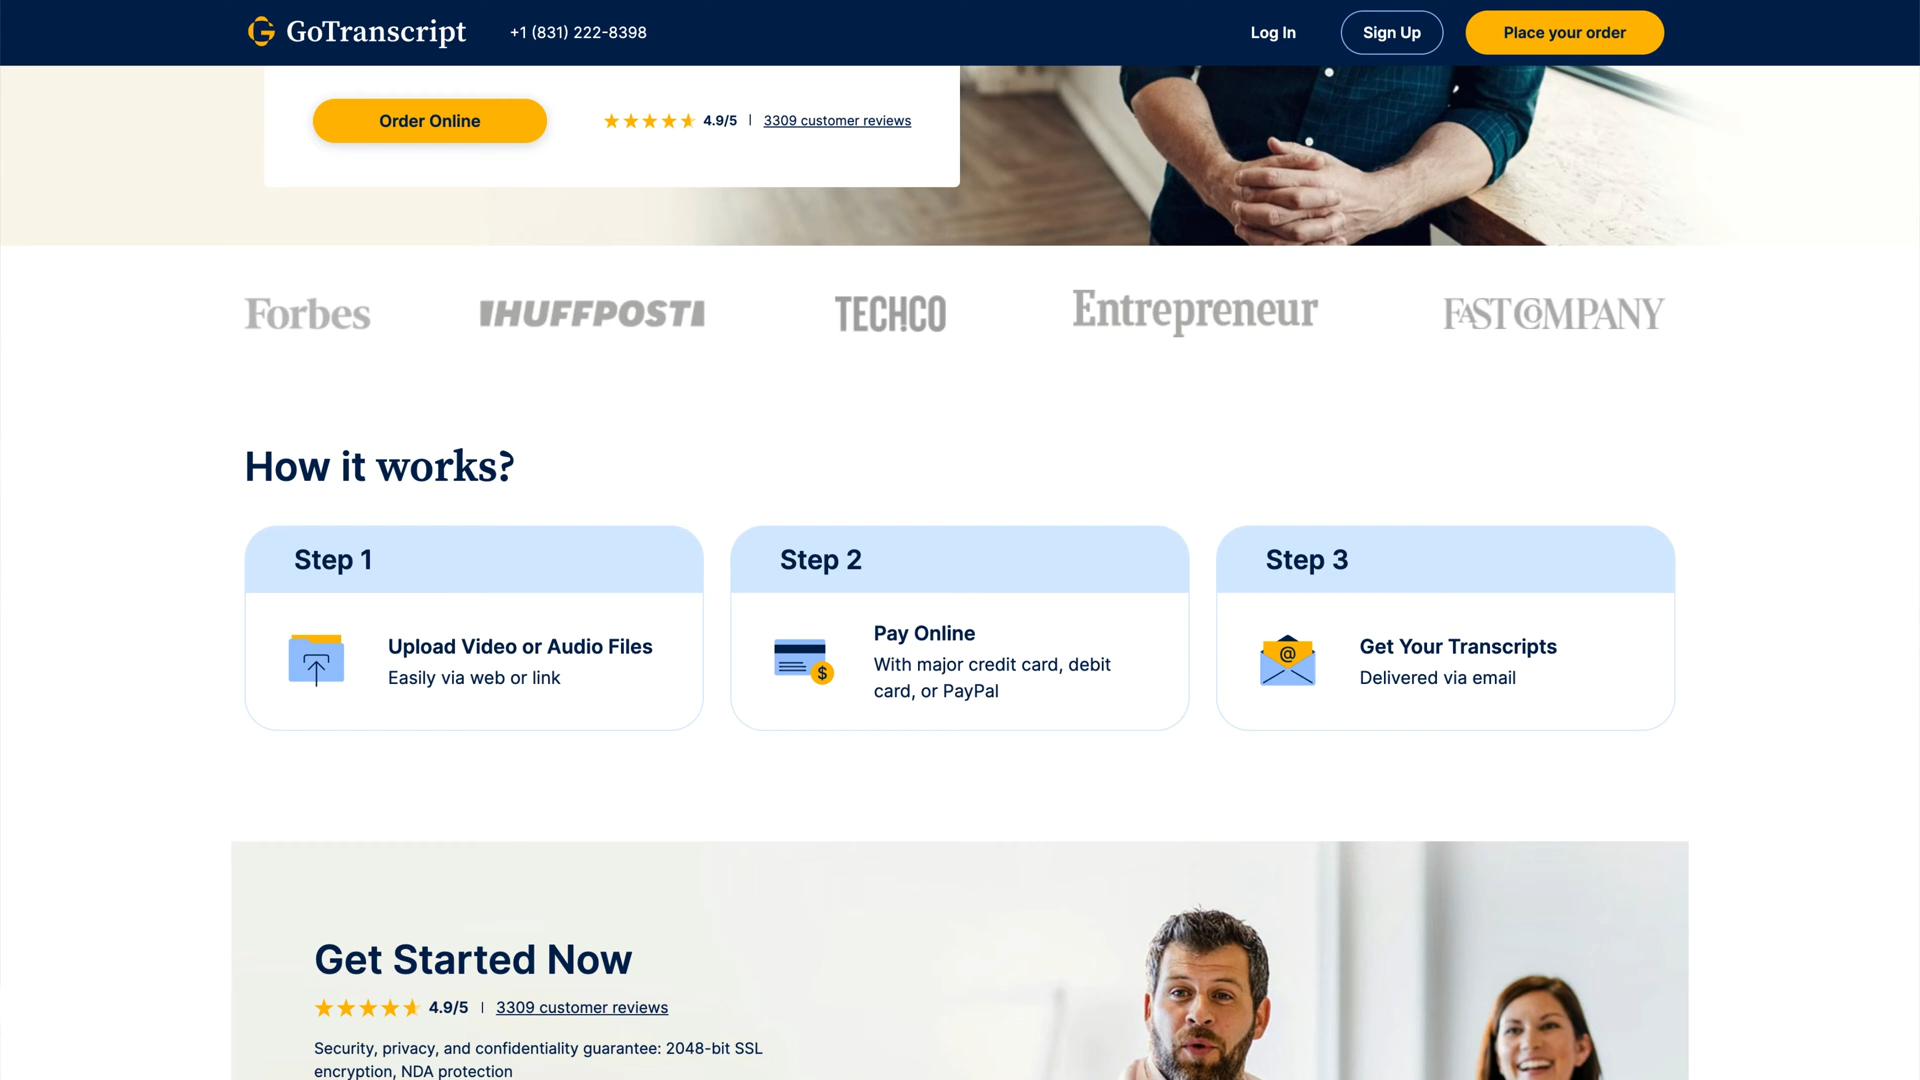 GoTranscript
+1 (831) 222-8398
Log In
Sign Up
Place your order
Order Online
4.9/5 | 3309 customer reviews
Forbes
HUFFPOST
TECHCO
Entrepreneur
FAST COMPANY
How it works?
Step 1
Upload Video or Audio Files
Easily via web or link
Step 2
Pay Online
With major credit card, debit
card, or PayPal
$
Step 3
Get Your Transcripts
Delivered via email
@
Get Started Now
4.9/5 | 3309 customer reviews
Security, privacy, and confidentiality guarantee: 2048-bit SSL
encryption, NDA protection